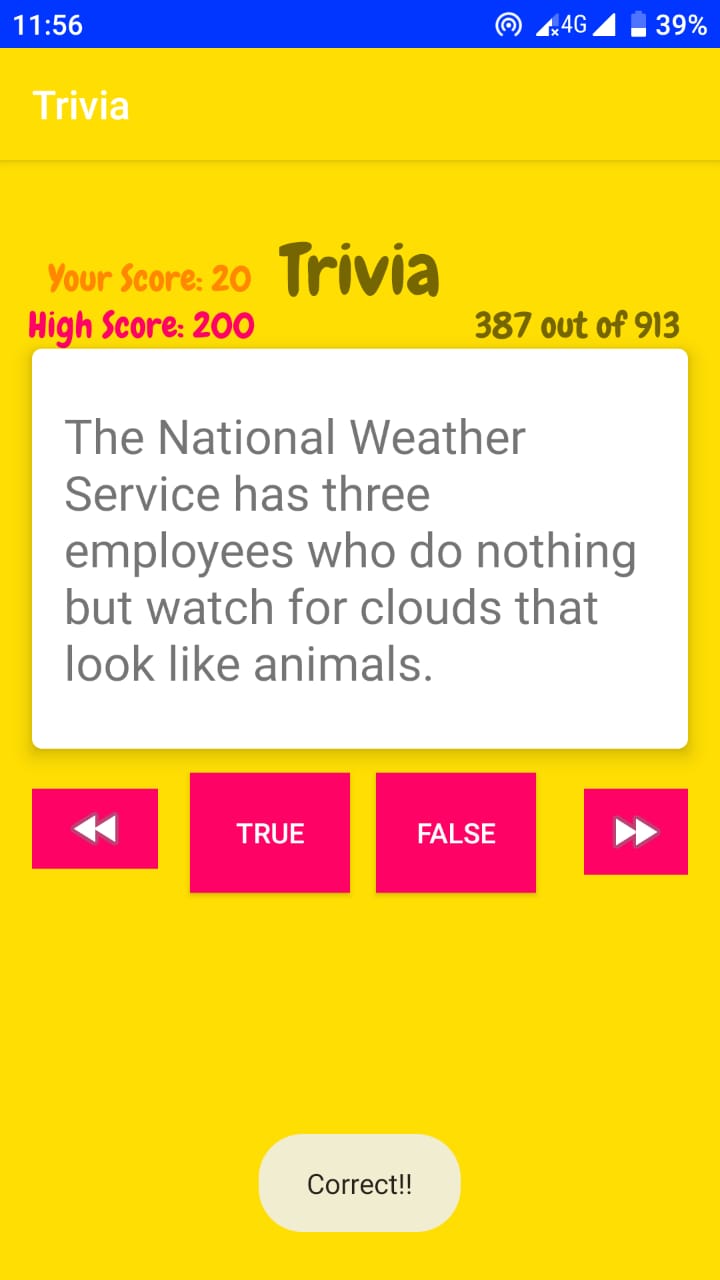 11:56 4G 39%
Trivia
Your Score: 20 Trivia
High Score: 200 387 out of 913
The National Weather
Service has three
employees who do nothing
but watch for clouds that
look like animals.
TRUE FALSE
Correct!!